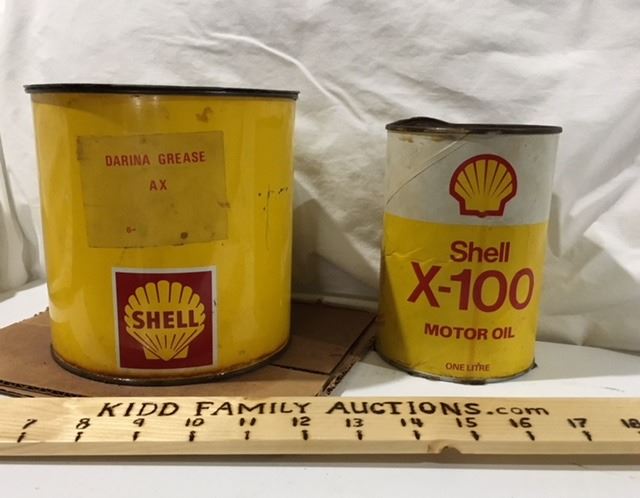 DARINA GREASE
AX
6-
SHELL
Shell
X-100
MOTOR OIL
ONE LITRE
KIDD FAMILY AUCTIONS.com
7 8 9 10 11 12 13 14 15 16 17 18